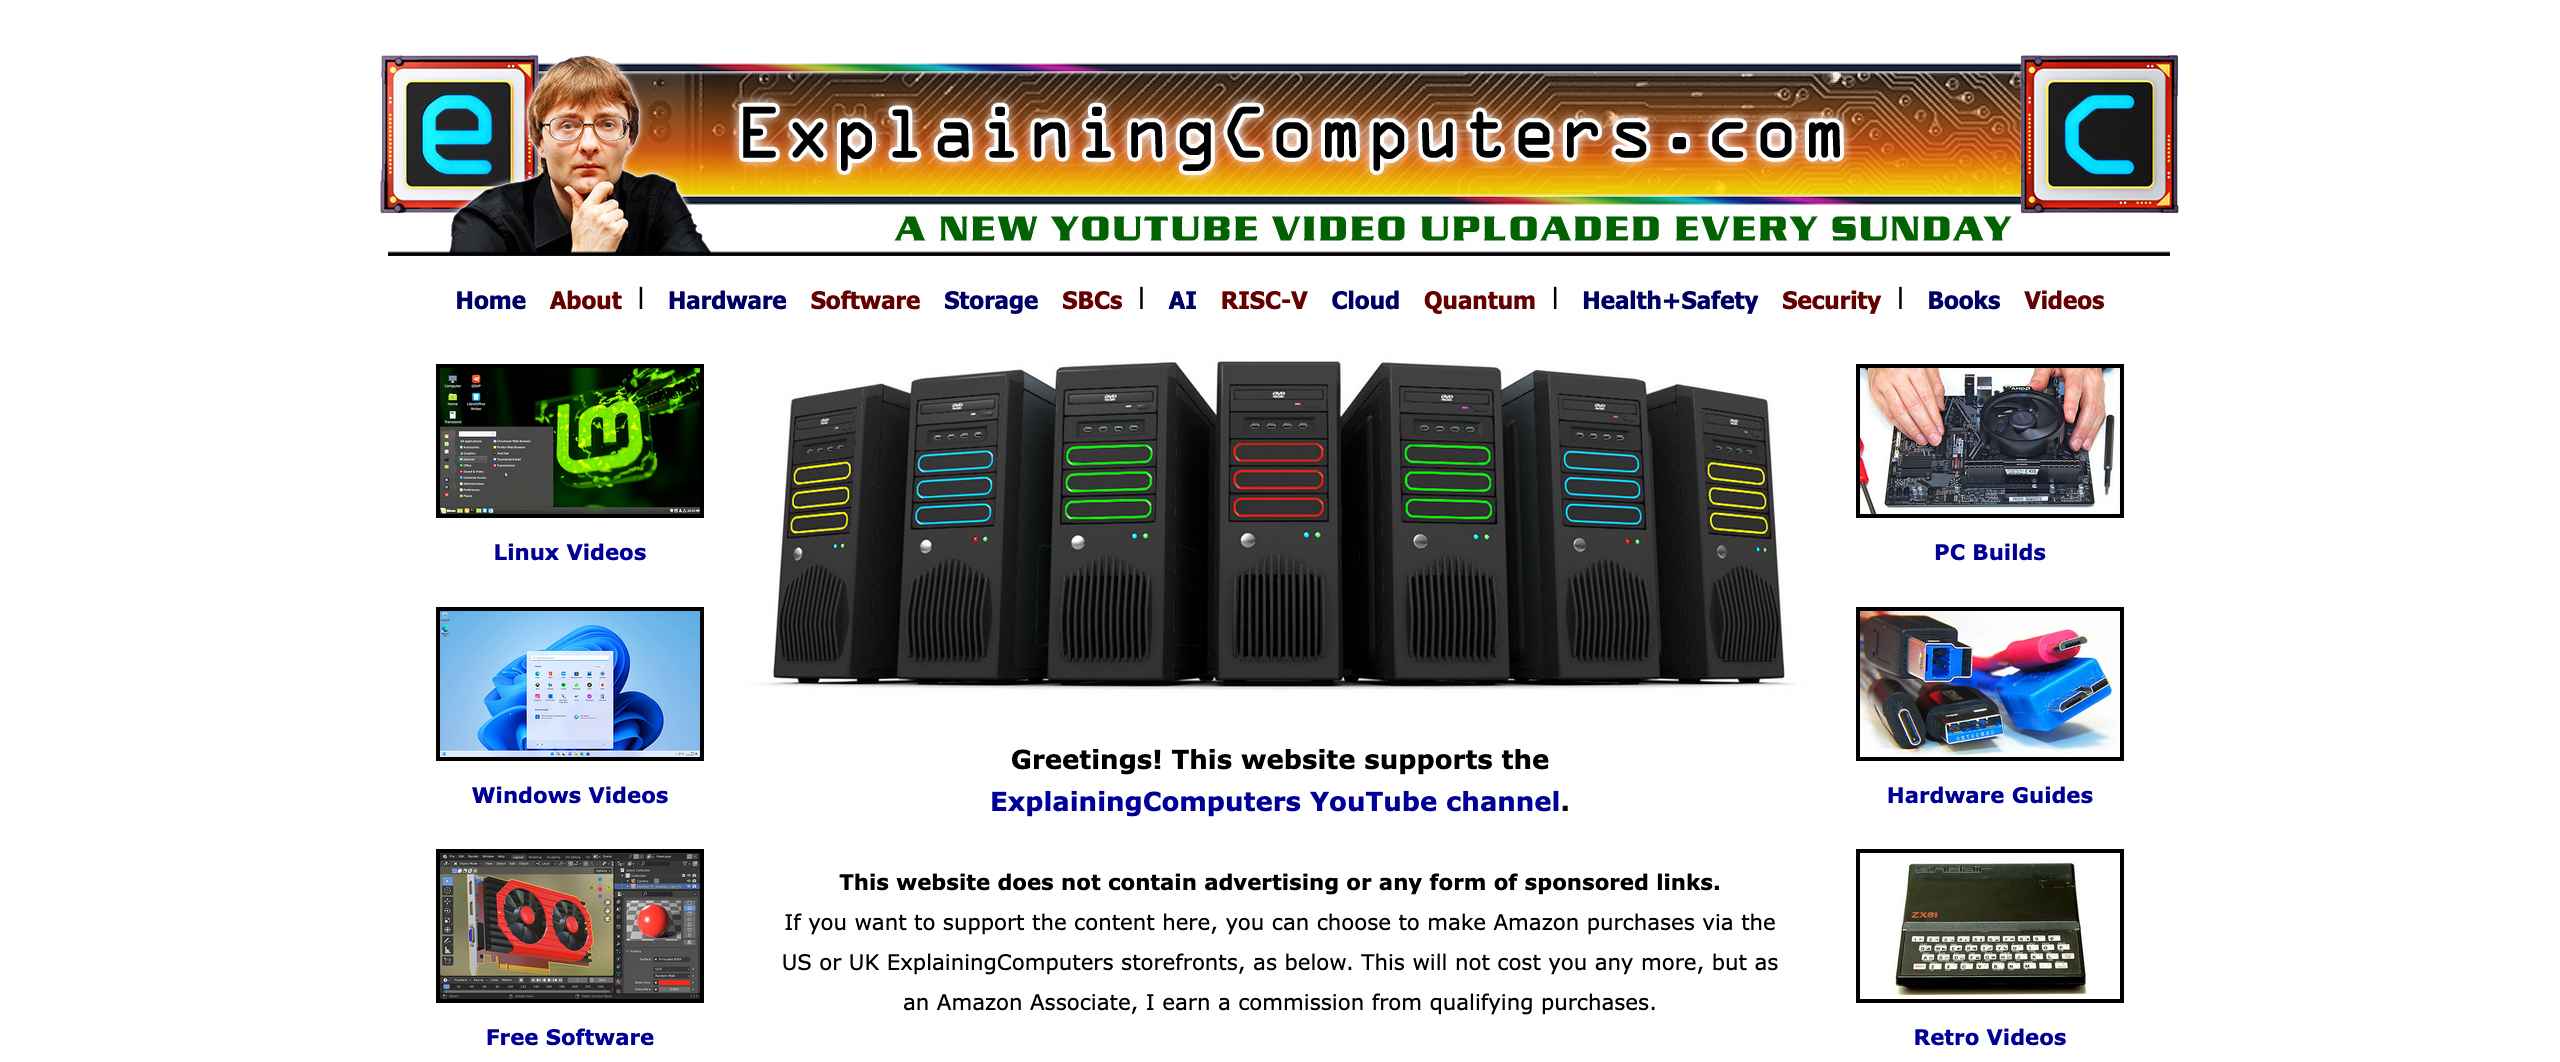 e
ExplainingComputers.com
C
A NEW YOUTUBE VIDEO UPLOADED EVERY SUNDAY
Home About | Hardware Software Storage SBCs | AI RISC-V Cloud Quantum | Health+Safety Security | Books Videos
Linux Videos
PC Builds
Windows Videos
Hardware Guides
Greetings! This website supports the
ExplainingComputers YouTube channel.
This website does not contain advertising or any form of sponsored links.
If you want to support the content here, you can choose to make Amazon purchases via the
US or UK ExplainingComputers storefronts, as below. This will not cost you any more, but as
an Amazon Associate, I earn a commission from qualifying purchases.
ZX81
Free Software
Retro Videos